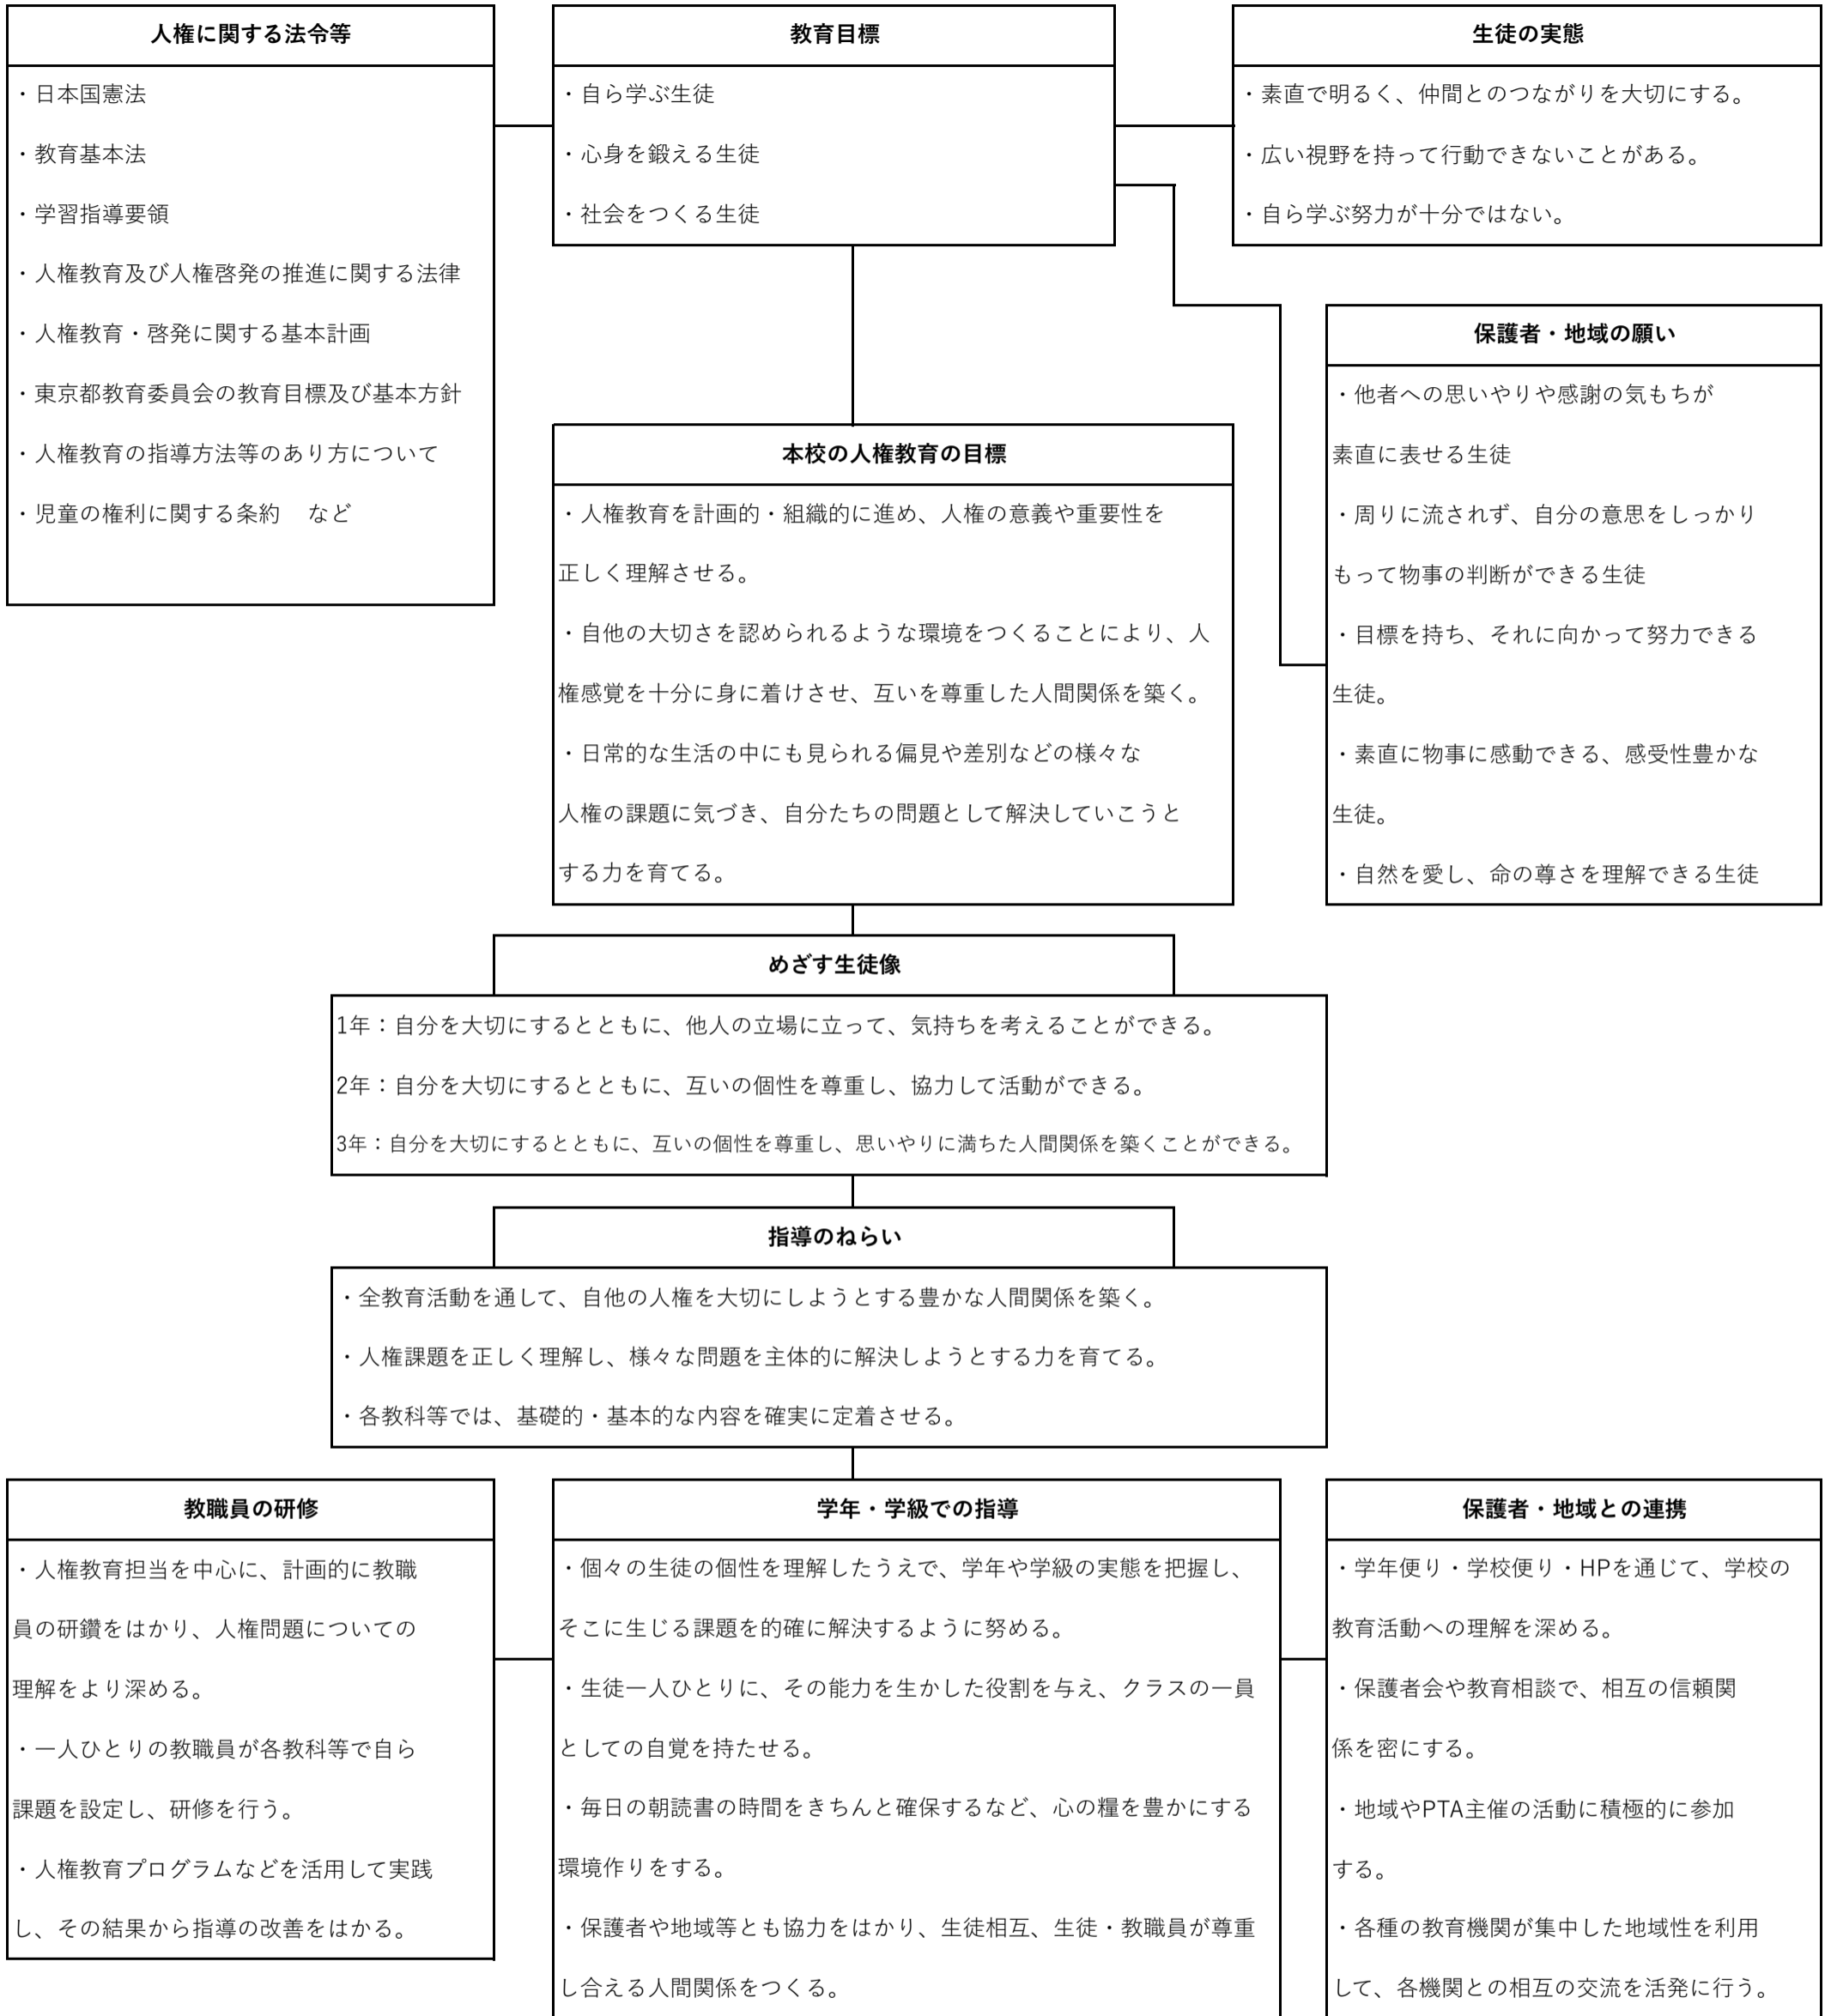 人権に関する法令等
・日本国憲法
・教育基本法
・学習指導要領
・人権教育及び人権啓発の推進に関する法律
・人権教育・啓発に関する基本計画
・東京都教育委員会の教育目標及び基本方針
・人権教育の指導方法等のあり方について
・児童の権利に関する条約　など
教育目標
・自ら学ぶ生徒
・心身を鍛える生徒
・社会をつくる生徒
生徒の実態
・素直で明るく、仲間とのつながりを大切にする。
・広い視野を持って行動できないことがある。
・自ら学ぶ努力が十分ではない。
保護者・地域の願い
・他者への思いやりや感謝の気もちが
素直に表せる生徒
・周りに流されず、自分の意思をしっかり
もって物事の判断ができる生徒
・目標を持ち、それに向かって努力できる
生徒。
・素直に物事に感動できる、感受性豊かな
生徒。
・自然を愛し、命の尊さを理解できる生徒
本校の人権教育の目標
・人権教育を計画的・組織的に進め、人権の意義や重要性を
正しく理解させる。
・自他の大切さを認められるような環境をつくることにより、人
権感覚を十分に身に着けさせ、互いを尊重した人間関係を築く。
・日常的な生活の中にも見られる偏見や差別などの様々な
人権の課題に気づき、自分たちの問題として解決していこうと
する力を育てる。
めざす生徒像
1年：自分を大切にするとともに、他人の立場に立って、気持ちを考えることができる。
2年：自分を大切にするとともに、互いの個性を尊重し、協力して活動ができる。
3年：自分を大切にするとともに、互いの個性を尊重し、思いやりに満ちた人間関係を築くことができる。
指導のねらい
・全教育活動を通して、自他の人権を大切にしようとする豊かな人間関係を築く。
・人権課題を正しく理解し、様々な問題を主体的に解決しようとする力を育てる。
・各教科等では、基礎的・基本的な内容を確実に定着させる。
教職員の研修
・人権教育担当を中心に、計画的に教職
員の研鑽をはかり、人権問題についての
理解をより深める。
・一人ひとりの教職員が各教科等で自ら
課題を設定し、研修を行う。
・人権教育プログラムなどを活用して実践
し、その結果から指導の改善をはかる。
学年・学級での指導
・個々の生徒の個性を理解したうえで、学年や学級の実態を把握し、
そこに生じる課題を的確に解決するように努める。
・生徒一人ひとりに、その能力を生かした役割を与え、クラスの一員
としての自覚を持たせる。
・毎日の朝読書の時間をきちんと確保するなど、心の糧を豊かにする
環境作りをする。
・保護者や地域等とも協力をはかり、生徒相互、生徒・教職員が尊重
し合える人間関係をつくる。
保護者・地域との連携
・学年便り・学校便り・HPを通じて、学校の
教育活動への理解を深める。
・保護者会や教育相談で、相互の信頼関
係を密にする。
・地域やPTA主催の活動に積極的に参加
する。
・各種の教育機関が集中した地域性を利用
して、各機関との相互の交流を活発に行う。